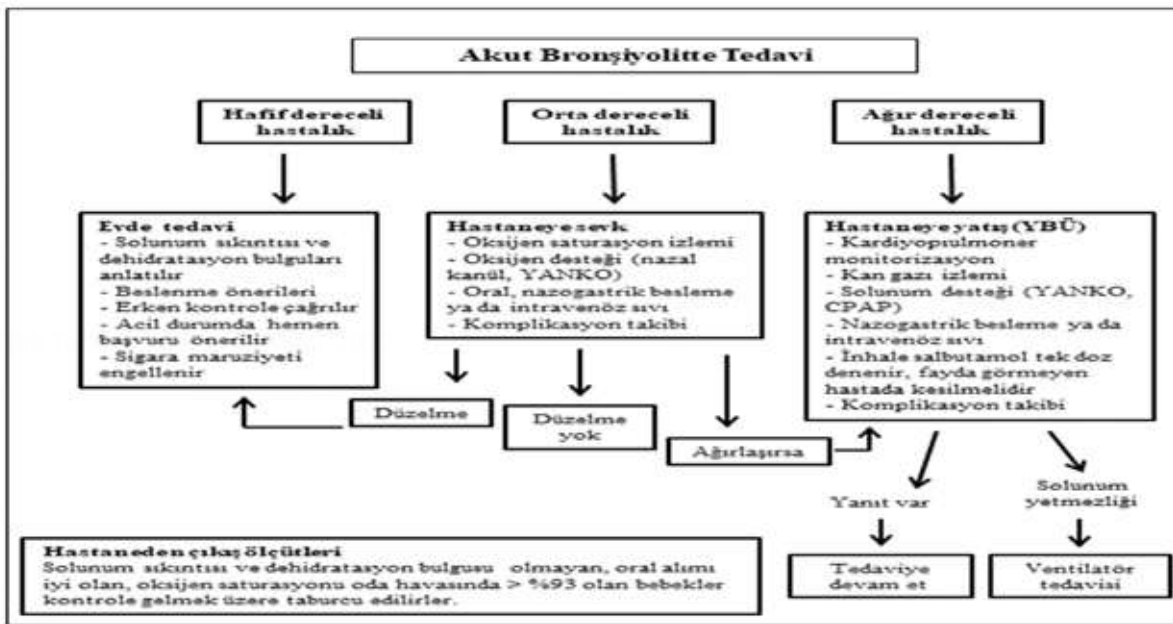 Akut Bronşiyolitte Tedavi
Hafif dereceli
hastalık
Orta dereceli
hastalık
Ağır dereceli
hastalık
Evde tedavi
- Solunum sıkıntısı ve
dehidratasyon bulguları
anlatılır
- Beslenme önerileri
- Erken kontrole çağrılır
- Acil durumda hemen
başvuru önerilir
- Sigara maruziyeti
engellenir
Hastaneye sevk
- Oksijen saturasyon izlemi
- Oksijen desteği (nazal
kanül, YANKO)
- Oral, nazogastrik besleme
ya da intravenöz sıvı
- Komplikasyon takibi
Hastaneye yatış (YBÜ)
- Kardiyopulmoner
monitorizasyon
- Kan gazı izlemi
- Solunum desteği (YANKO,
CPAP)
- Nazogastrik besleme ya da
intravenöz sıvı
- İnhale salbutamol tek doz
denenir, fayda görmeyen
hastada kesilmelidir
- Komplikasyon takibi
Düzelme
Düzelme
yok
Ağırlaşırsa
Yanıt var
Solunum
yetmezliği
Tedaviye
devam et
Ventilatör
tedavisi
Hastaneden çıkış ölçütleri
Solunum sıkıntısı ve dehidratasyon bulgusu olmayan, oral alımı
iyi olan, oksijen saturasyonu oda havasında > %93 olan bebekler
kontrole gelmek üzere taburcu edilirler.